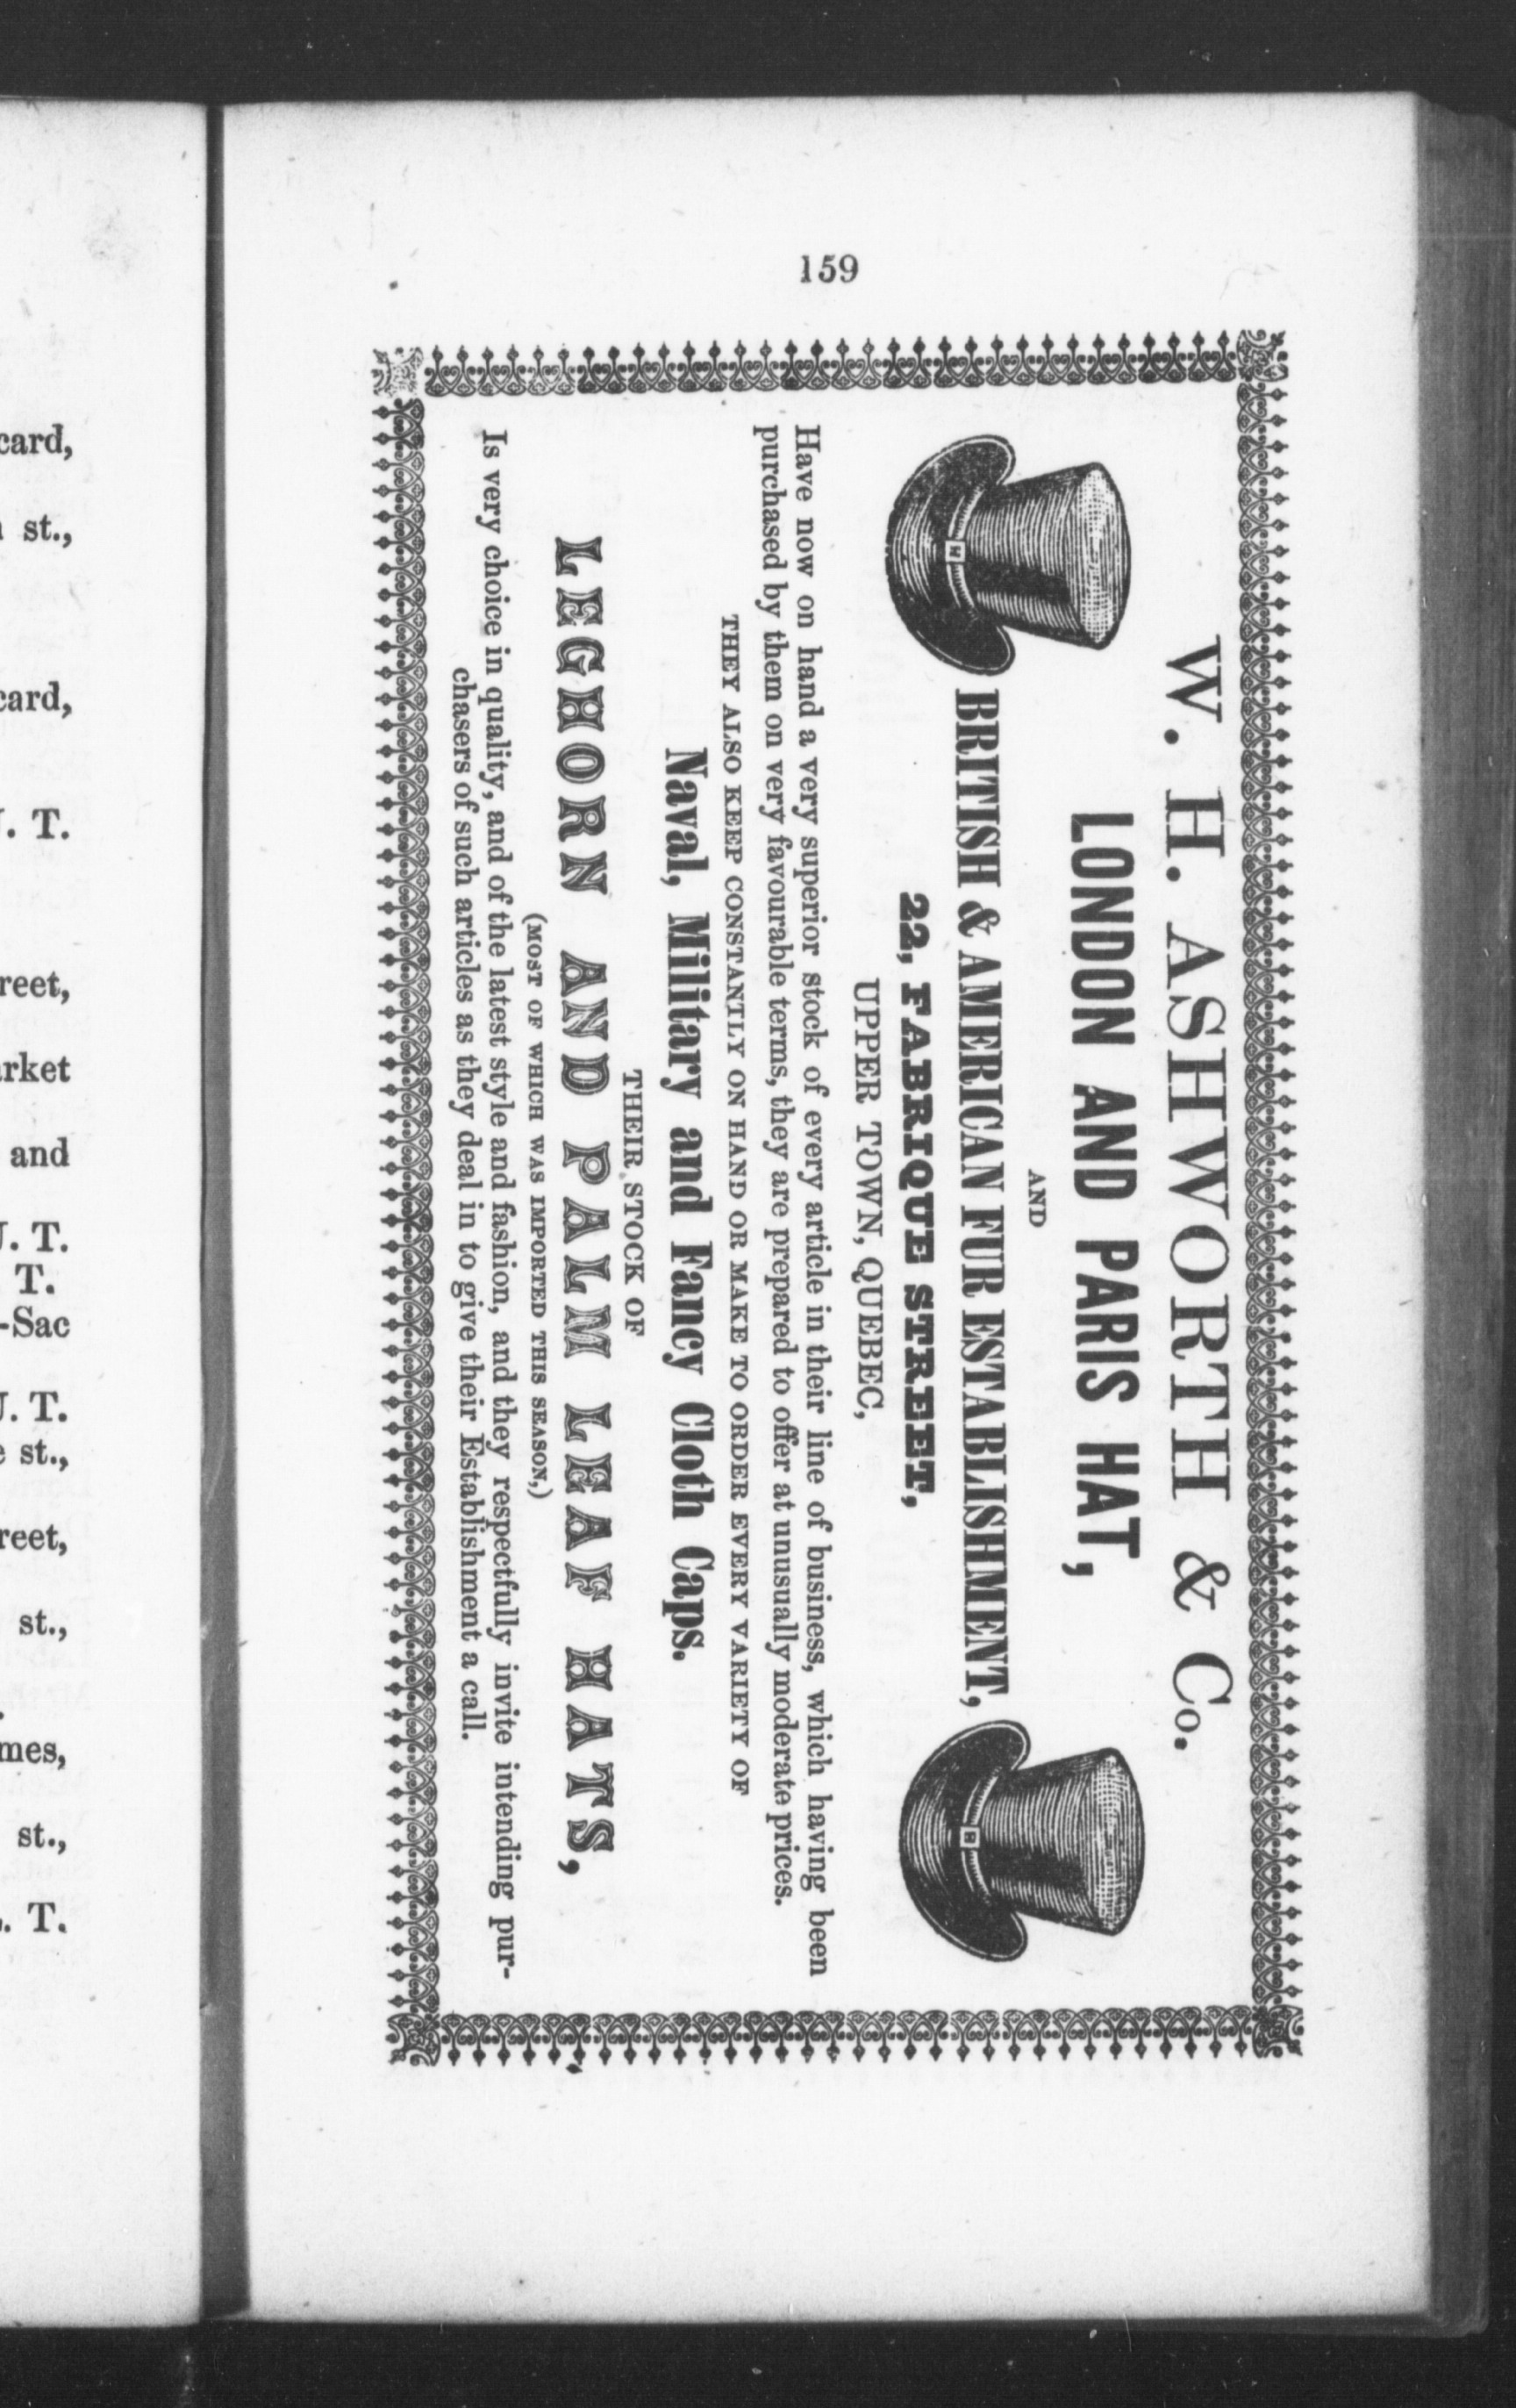 card,
st.,
card,
T.
reet,
arket
and
T.
T.
-Sac
T.
st.,
reet,
st.,
mes,
st.,
T.
159
W. H. ASHWORTH & Co.
LONDON AND PARIS HAT,
AND
BRITISH & AMERICAN FUR ESTABLISHMENT,
22, FABRIQUE STREET,
UPPER TOWN, QUEBEC,
Have now on hand a very superior stock of every article in their line of business, which having been
purchased by them on very favourable terms, they are prepared to offer at unusually moderate prices.
THEY ALSO KEEP CONSTANTLY ON HAND OR MAKE TO ORDER EVERY VARIETY OF
Naval, Military and Fancy Cloth Caps.
THEIR STOCK OF
LEGHORN AND PALM LEAF HATS,
(MOST OF WHICH WAS IMPORTED THIS SEASON,)
Is very choice in quality, and of the latest style and fashion, and they respectfully invite intending pur-
chasers of such articles as they deal in to give their Establishment a call.